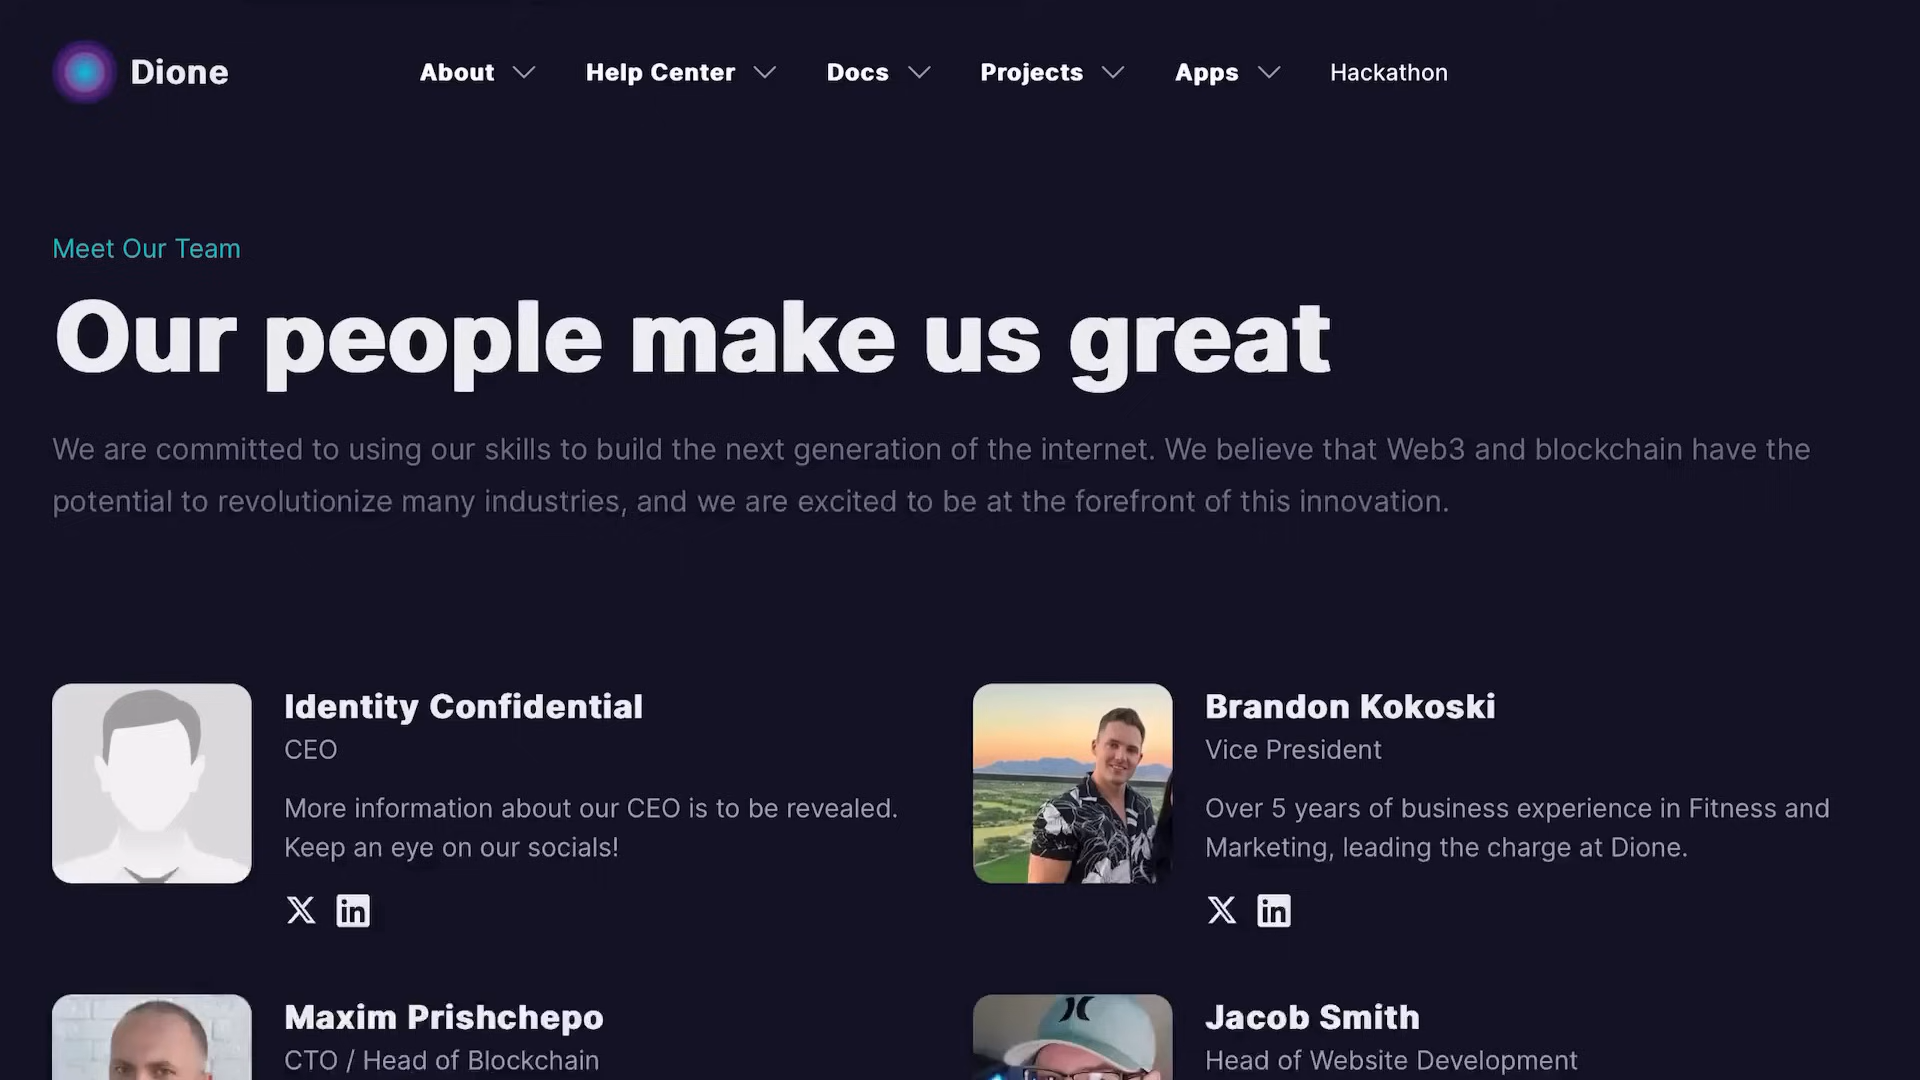 Dione
About
Help Center
Docs
Projects
Apps
Hackathon
Meet Our Team
Our people make us great
We are committed to using our skills to build the next generation of the internet. We believe that Web3 and blockchain have the
potential to revolutionize many industries, and we are excited to be at the forefront of this innovation.
Identity Confidential
CEO
More information about our CEO is to be revealed.
Keep an eye on our socials!
X in
Brandon Kokoski
Vice President
Over 5 years of business experience in Fitness and
Marketing, leading the charge at Dione.
X in
Maxim Prishchepo
CTO / Head of Blockchain
Jacob Smith
Head of Website Development